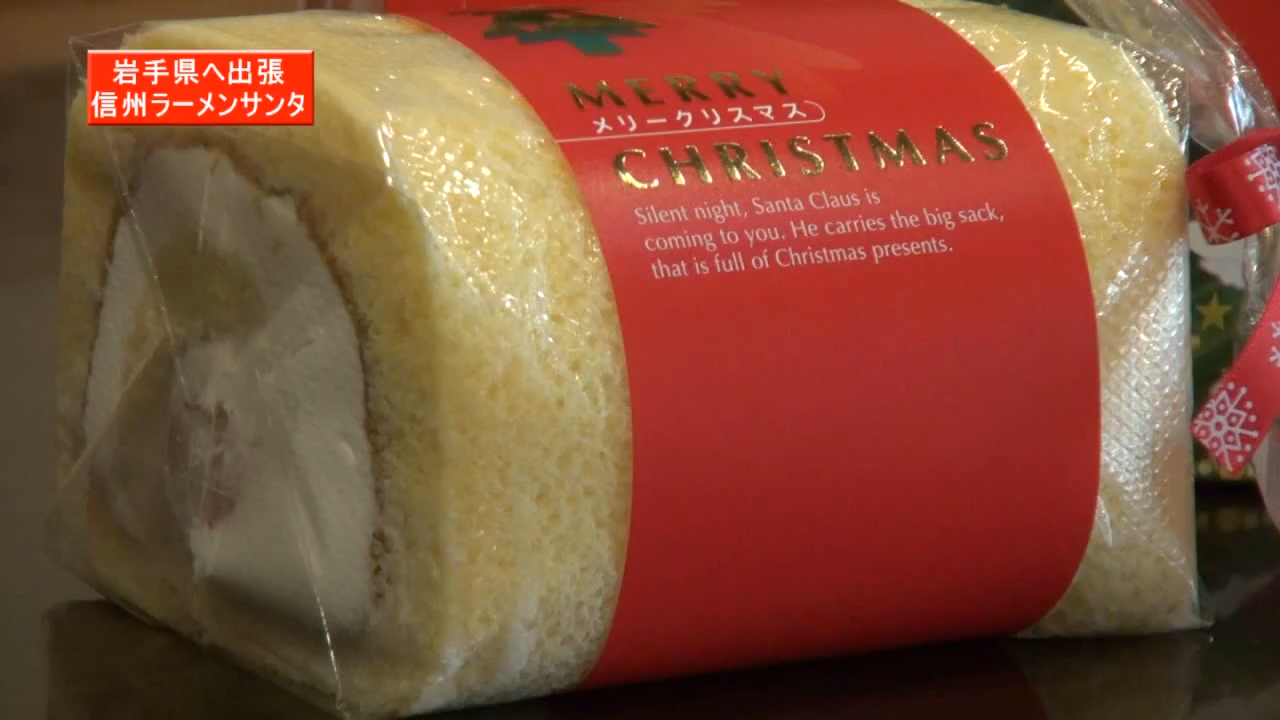 岩手県へ出張
信州ラーメンサンタ
MERRY
メリークリスマス
CHRISTMAS
Silent night, Santa Claus is
coming to you. He carries the big sack,
that is full of Christmas presents.